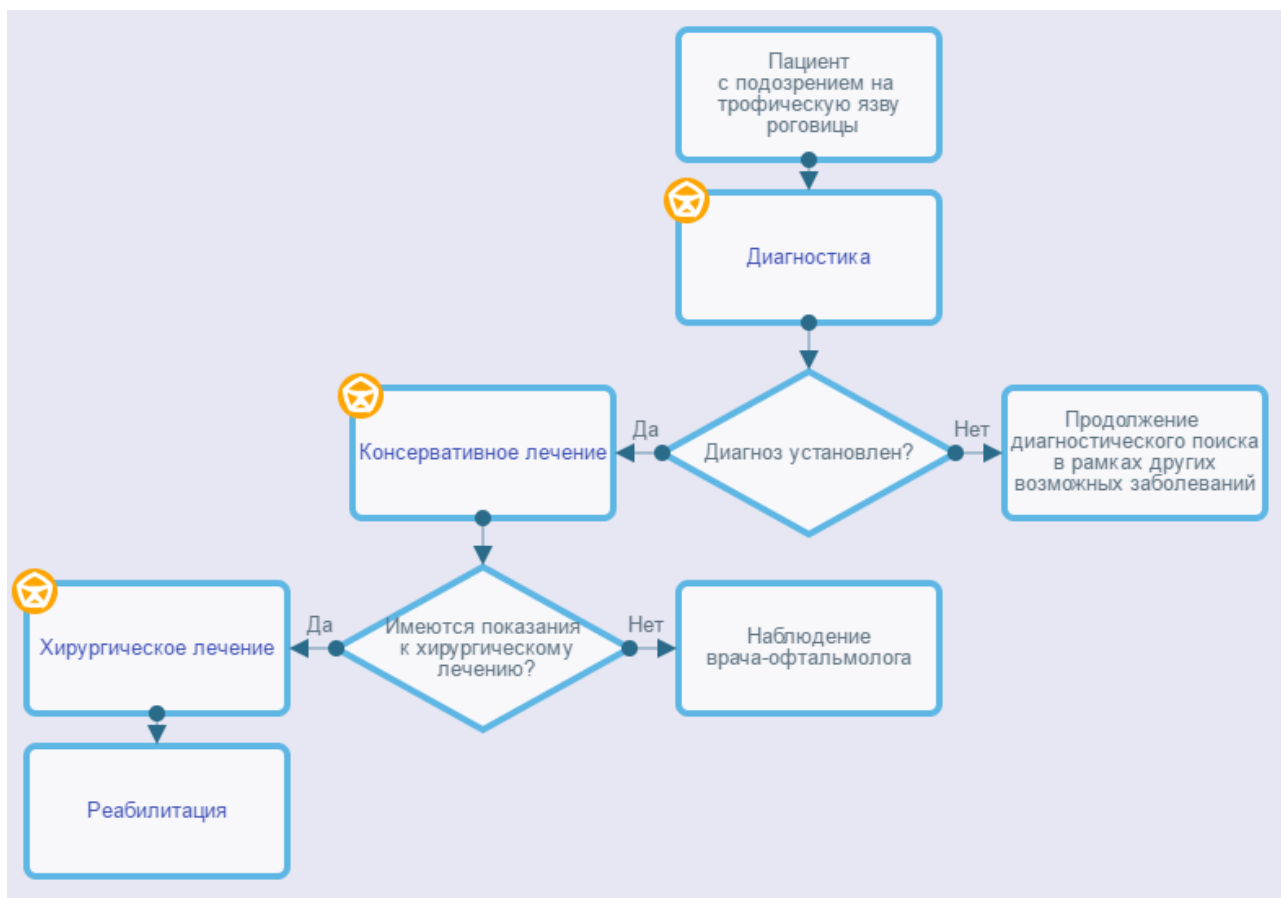 Пациент
с подозрением на
трофическую язву
роговицы
Диагностика
Диагноз установлен?
Да
Нет
Консервативное лечение
Продолжение
диагностического поиска
в рамках других
возможных заболеваний
Имеются показания
к хирургическому
лечению?
Да
Нет
Хирургическое лечение
Наблюдение
врача-офтальмолога
Реабилитация